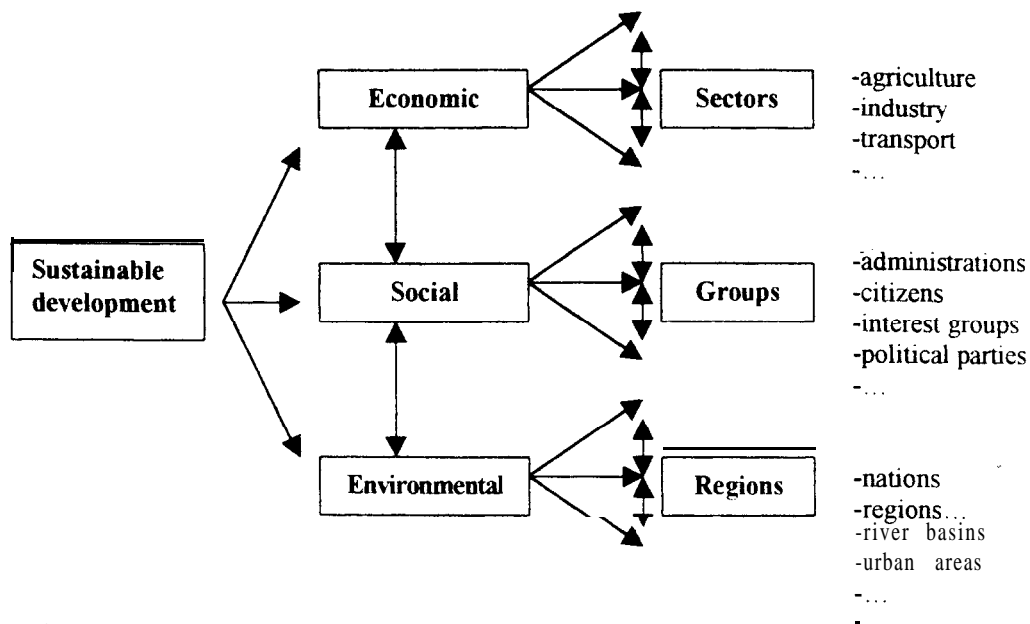 Economic
Sectors
-agriculture
-industry
-transport
-...
Sustainable
development
Social
Groups
-administrations
-citizens
-interest groups
-political parties
-...
Environmental
Regions
-nations
-regions...
-river basins
-urban areas
-...
-